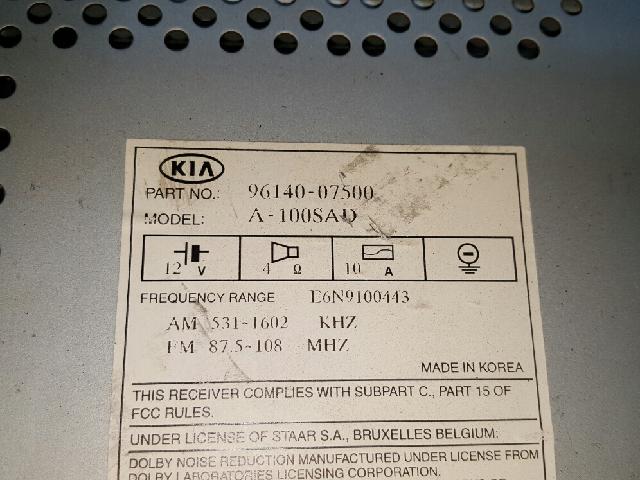 KIA
PART NO.: 96140-07500
MODEL: A-100SAD
12 V 4 Ω 10 A
FREQUENCY RANGE E6N9100443
AM 531-1602 KHZ
FM 87.5-108 MHZ
MADE IN KOREA
THIS RECEIVER COMPLIES WITH SUBPART C., PART 15 OF
FCC RULES.
UNDER LICENSE OF STAAR S.A., BRUXELLES BELGIUM:
DOLBY NOISE REDUCTION MANUFACTURED UNDER LICENSE FROM
DOLBY LABORATORIES LICENSING CORPORATION.